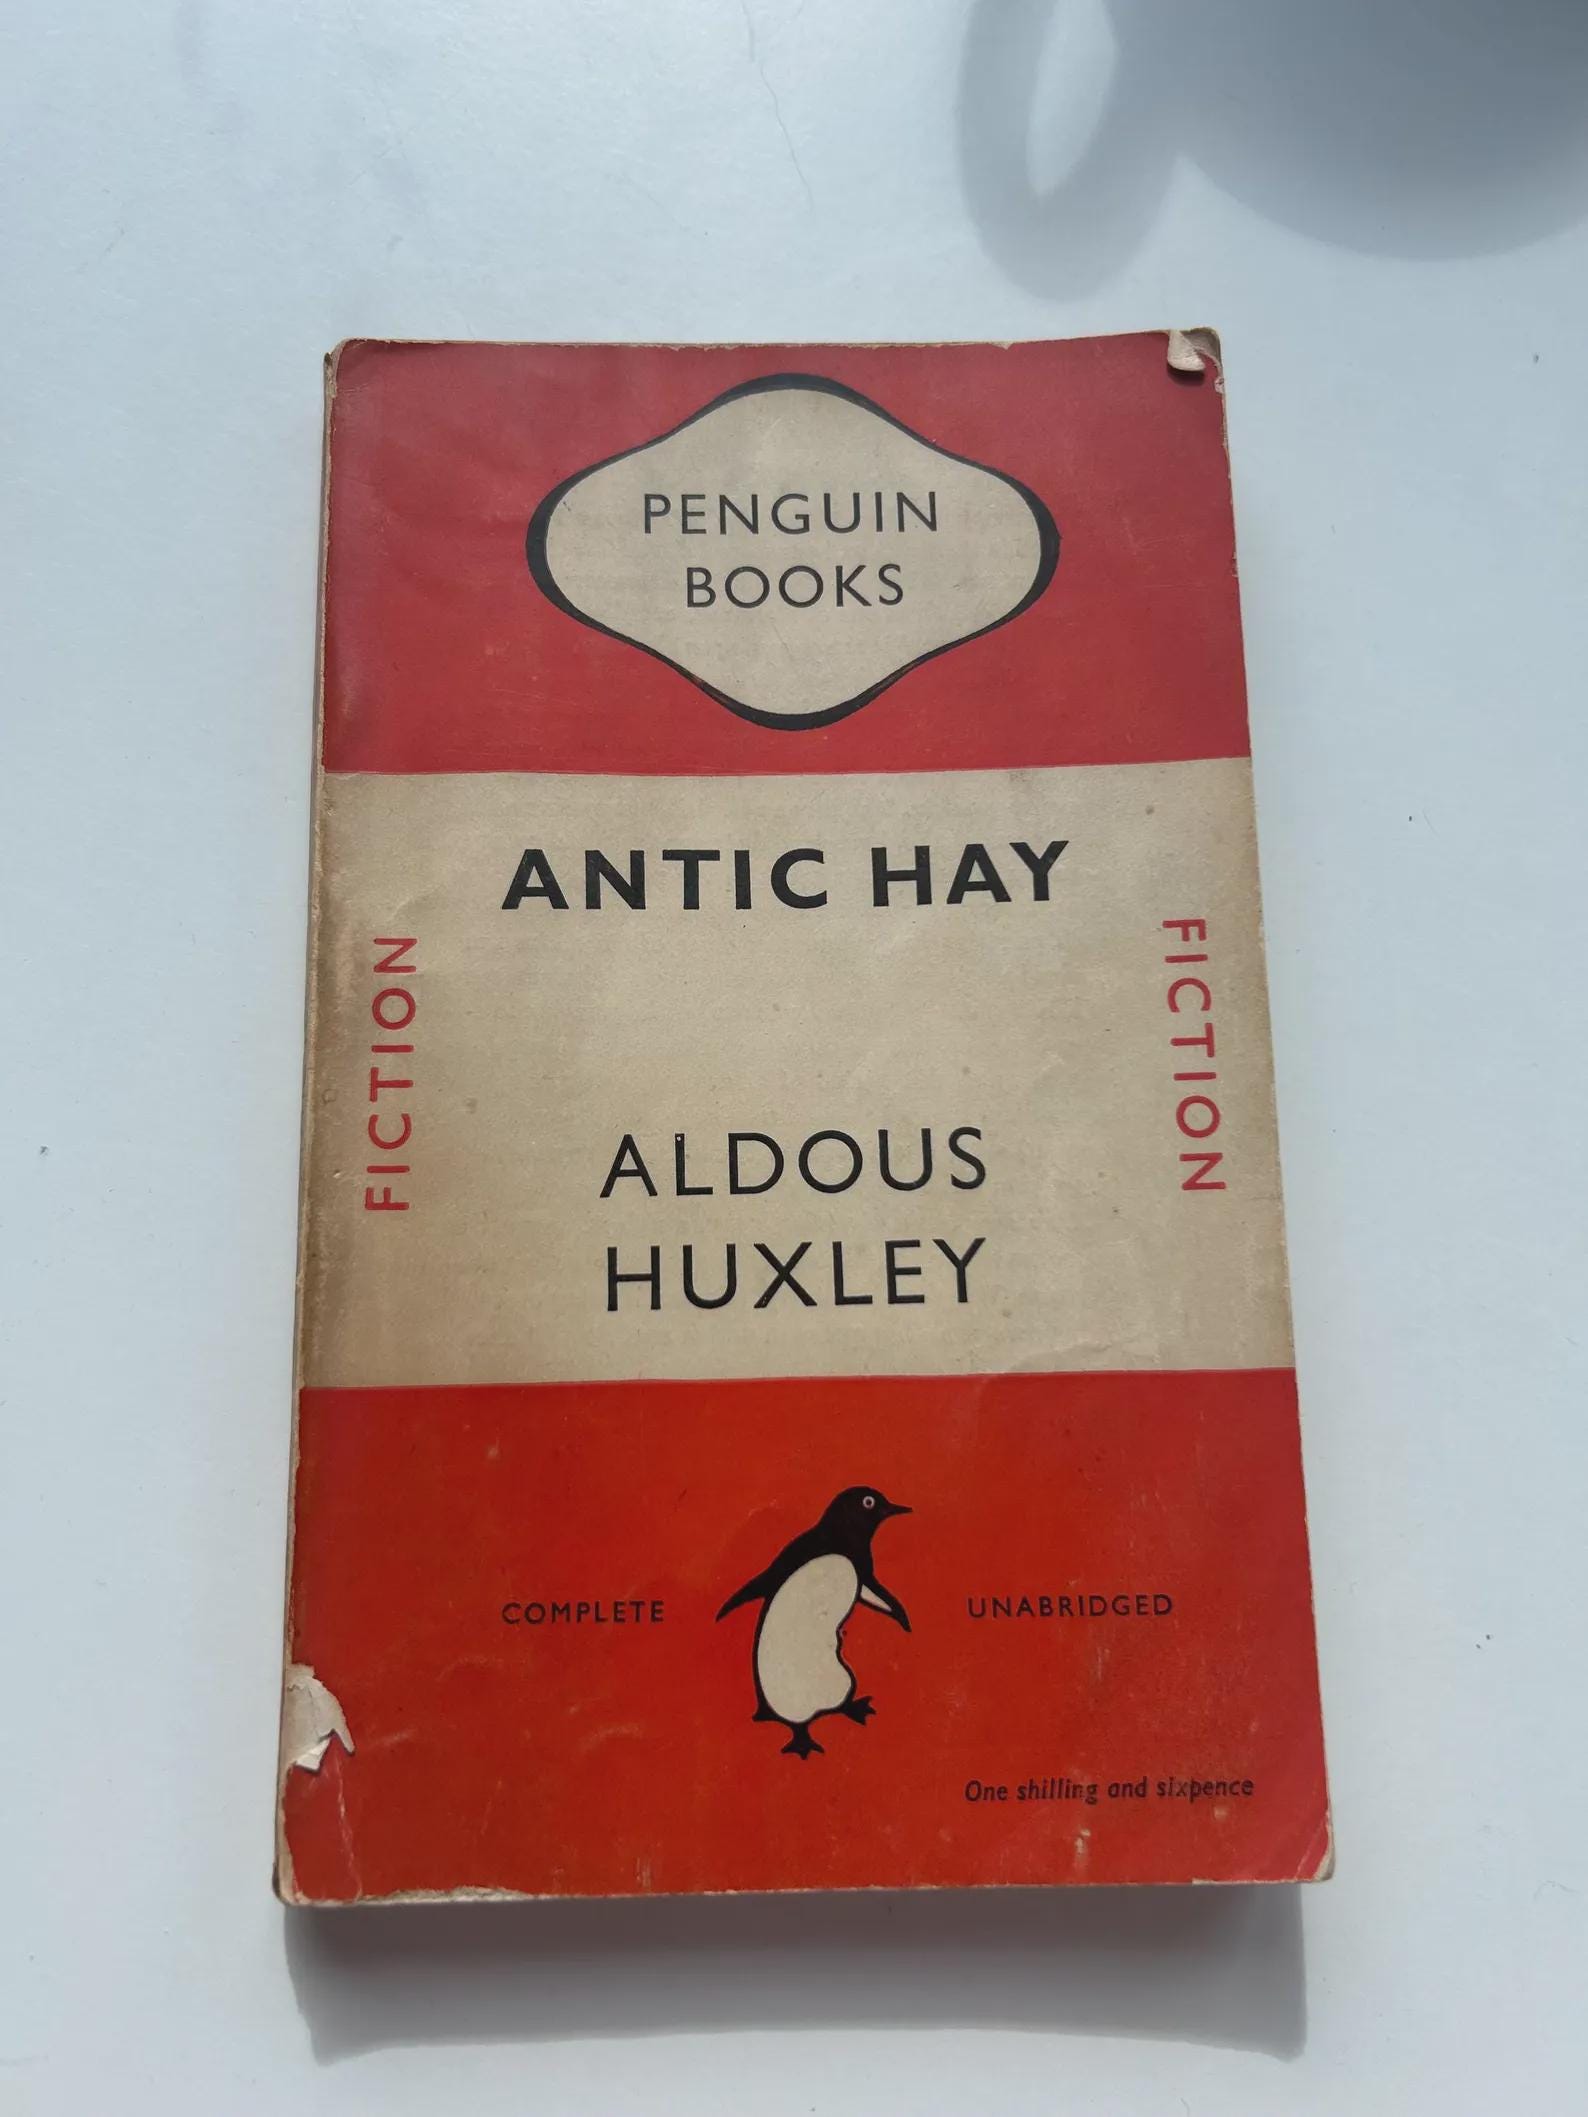 PENGUIN
BOOKS
ANTIC HAY
FICTION
FICTION
ALDOUS
HUXLEY
COMPLETE
UNABRIDGED
One shilling and sixpence